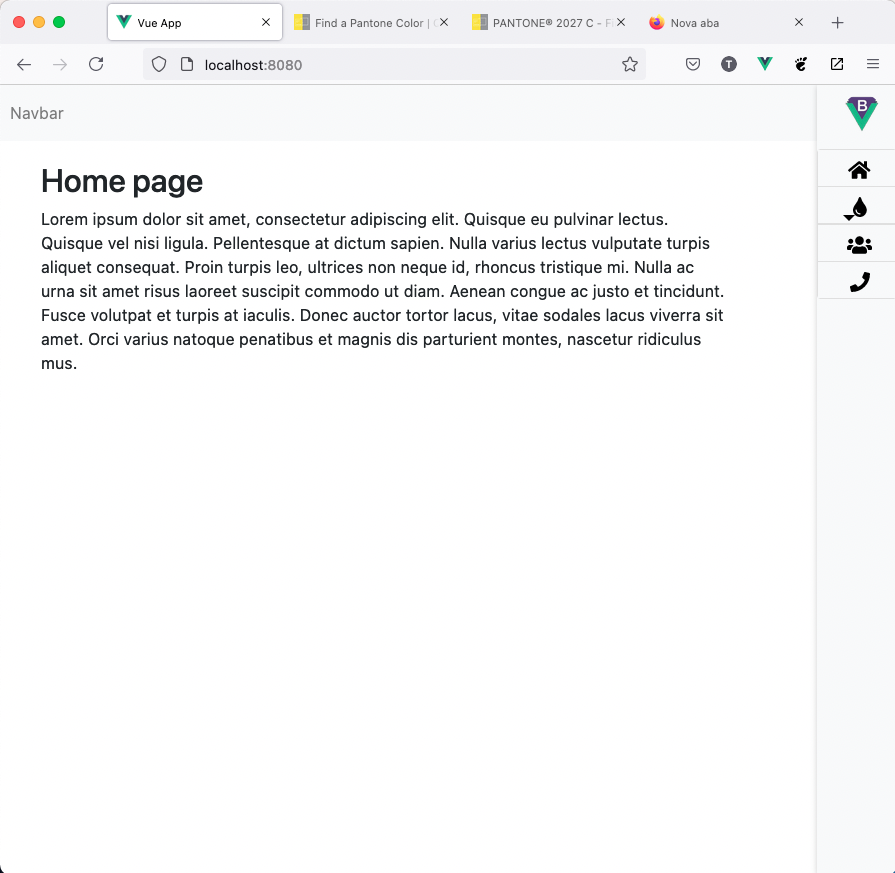 Vue App
Find a Pantone Color |
PANTONE® 2027 C - Fi
Nova aba
localhost:8080
T
Navbar
B
Home page
Lorem ipsum dolor sit amet, consectetur adipiscing elit. Quisque eu pulvinar lectus.
Quisque vel nisi ligula. Pellentesque at dictum sapien. Nulla varius lectus vulputate turpis
aliquet consequat. Proin turpis leo, ultrices non neque id, rhoncus tristique mi. Nulla ac
urna sit amet risus laoreet suscipit commodo ut diam. Aenean congue ac justo et tincidunt.
Fusce volutpat et turpis at iaculis. Donec auctor tortor lacus, vitae sodales lacus viverra sit
amet. Orci varius natoque penatibus et magnis dis parturient montes, nascetur ridiculus
mus.